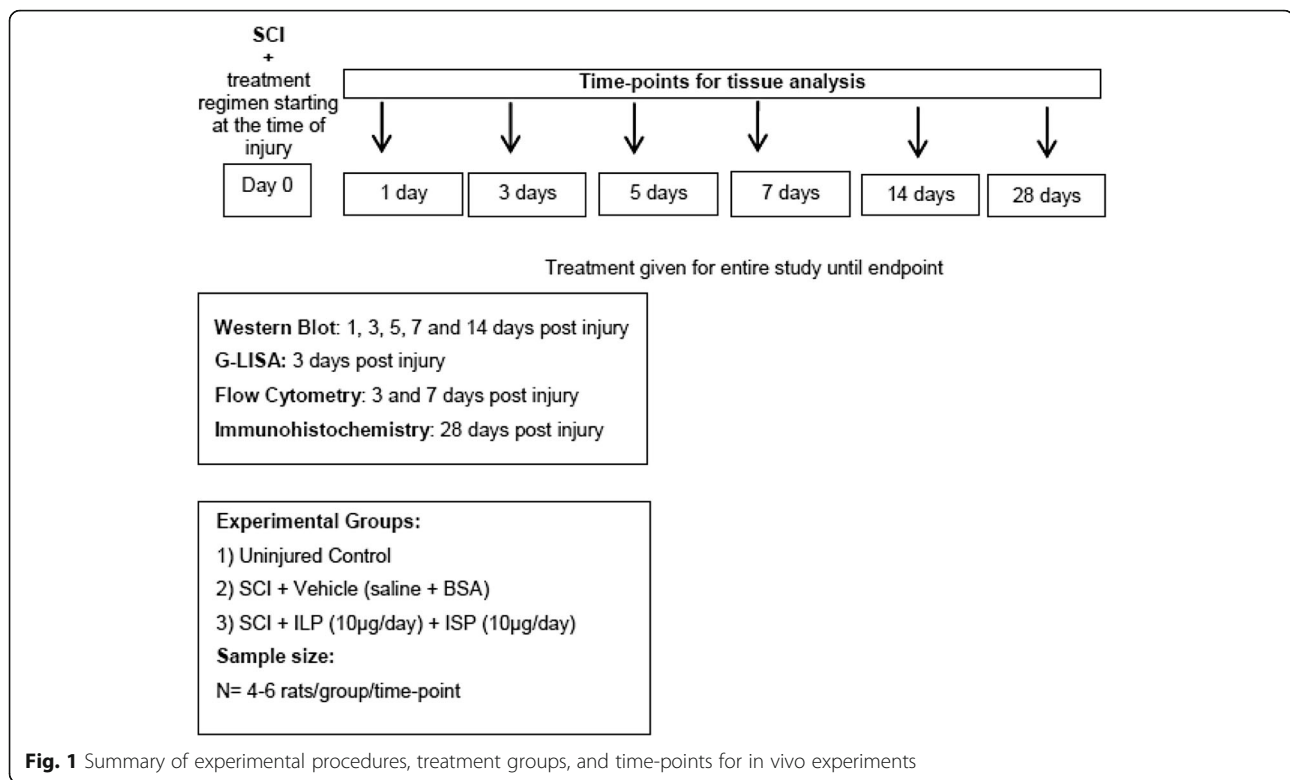 SCI
+
treatment
regimen starting
at the time of
injury
Day 0
Time-points for tissue analysis
1 day
3 days
5 days
7 days
14 days
28 days
Treatment given for entire study until endpoint
Western Blot: 1, 3, 5, 7 and 14 days post injury
G-LISA: 3 days post injury
Flow Cytometry: 3 and 7 days post injury
Immunohistochemistry: 28 days post injury
Experimental Groups:
1) Uninjured Control
2) SCI + Vehicle (saline + BSA)
3) SCI + ILP (10µg/day) + ISP (10µg/day)
Sample size:
N= 4-6 rats/group/time-point
Fig. 1 Summary of experimental procedures, treatment groups, and time-points for in vivo experiments